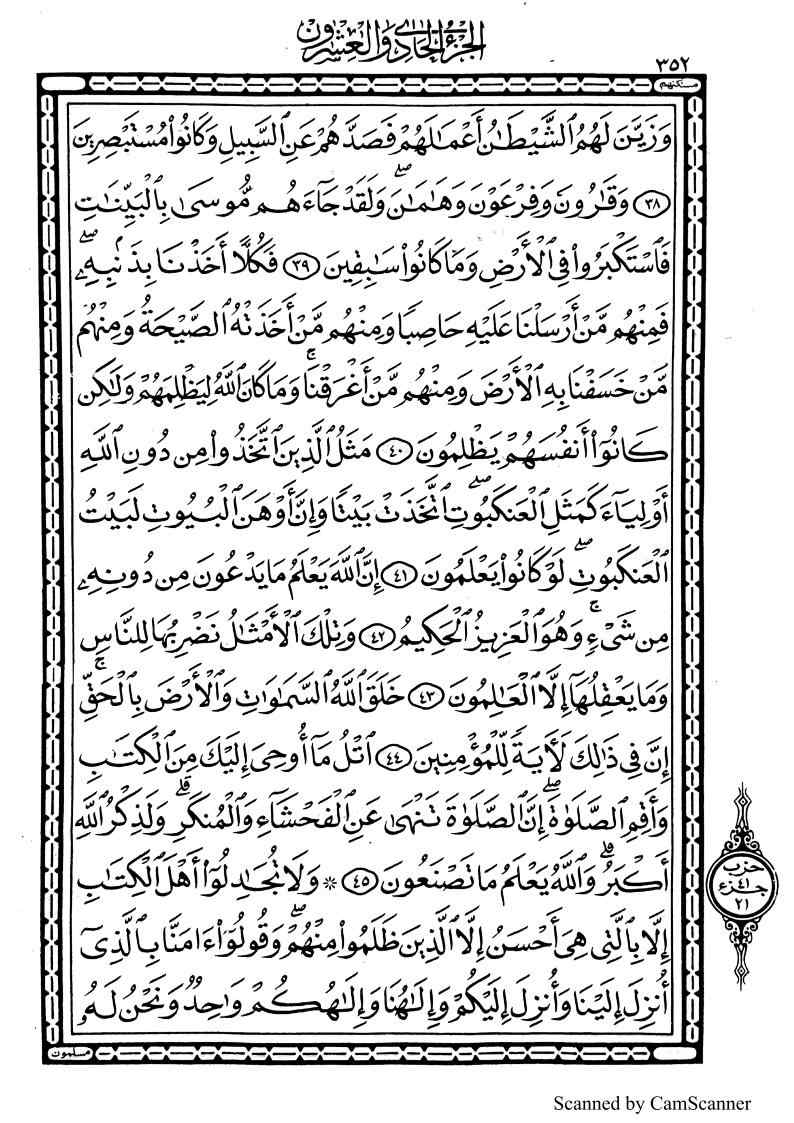 الجزء الحادي والعشرون
٣٥٢
مسكنهم
وَزَيَّنَ لَهُمُ ٱلشَّيْطَٰنُ أَعْمَٰلَهُمْ فَصَدَّهُمْ عَنِ ٱلسَّبِيلِ وَكَانُوا۟ مُسْتَبْصِرِينَ
﴿٣٨﴾ وَقَٰرُونَ وَفِرْعَوْنَ وَهَٰمَٰنَ ۖ وَلَقَدْ جَآءَهُم مُّوسَىٰ بِٱلْبَيِّنَٰتِ
فَٱسْتَكْبَرُوا۟ فِى ٱلْأَرْضِ وَمَا كَانُوا۟ سَٰبِقِينَ ﴿٣٩﴾ فَكُلًّا أَخَذْنَا بِذَنۢبِهِۦ ۖ
فَمِنْهُم مَّنْ أَرْسَلْنَا عَلَيْهِ حَاصِبًا وَمِنْهُم مَّنْ أَخَذَتْهُ ٱلصَّيْحَةُ وَمِنْهُم
مَّنْ خَسَفْنَا بِهِ ٱلْأَرْضَ وَمِنْهُم مَّنْ أَغْرَقْنَا ۚ وَمَا كَانَ ٱللَّهُ لِيَظْلِمَهُمْ وَلَٰكِن
كَانُوٓا۟ أَنفُسَهُمْ يَظْلِمُونَ ﴿٤٠﴾ مَثَلُ ٱلَّذِينَ ٱتَّخَذُوا۟ مِن دُونِ ٱللَّهِ
أَوْلِيَآءَ كَمَثَلِ ٱلْعَنكَبُوتِ ۖ ٱتَّخَذَتْ بَيْتًا وَإِنَّ أَوْهَنَ ٱلْبُيُوتِ لَبَيْتُ
ٱلْعَنكَبُوتِ ۖ لَوْ كَانُوا۟ يَعْلَمُونَ ﴿٤١﴾ إِنَّ ٱللَّهَ يَعْلَمُ مَا يَدْعُونَ مِن دُونِهِۦ
مِن شَىْءٍ ۚ وَهُوَ ٱلْعَزِيزُ ٱلْحَكِيمُ ﴿٤٢﴾ وَتِلْكَ ٱلْأَمْثَٰلُ نَضْرِبُهَا لِلنَّاسِ
وَمَا يَعْقِلُهَآ إِلَّا ٱلْعَٰلِمُونَ ﴿٤٣﴾ خَلَقَ ٱللَّهُ ٱلسَّمَٰوَٰتِ وَٱلْأَرْضَ بِٱلْحَقِّ ۚ
إِنَّ فِى ذَٰلِكَ لَءَايَةً لِّلْمُؤْمِنِينَ ﴿٤٤﴾ ٱتْلُ مَآ أُوحِىَ إِلَيْكَ مِنَ ٱلْكِتَٰبِ
وَأَقِمِ ٱلصَّلَوٰةَ ۖ إِنَّ ٱلصَّلَوٰةَ تَنْهَىٰ عَنِ ٱلْفَحْشَآءِ وَٱلْمُنكَرِ ۗ وَلَذِكْرُ ٱللَّهِ
أَكْبَرُ ۗ وَٱللَّهُ يَعْلَمُ مَا تَصْنَعُونَ ﴿٤٥﴾ ۞ وَلَا تُجَٰدِلُوٓا۟ أَهْلَ ٱلْكِتَٰبِ
إِلَّا بِٱلَّتِى هِىَ أَحْسَنُ إِلَّا ٱلَّذِينَ ظَلَمُوا۟ مِنْهُمْ ۖ وَقُولُوٓا۟ ءَامَنَّا بِٱلَّذِىٓ
أُنزِلَ إِلَيْنَا وَأُنزِلَ إِلَيْكُمْ وَإِلَٰهُنَا وَإِلَٰهُكُمْ وَٰحِدٌ وَنَحْنُ لَهُۥ
حزب
٤١
جزء
٢١
مسلمون
Scanned by CamScanner